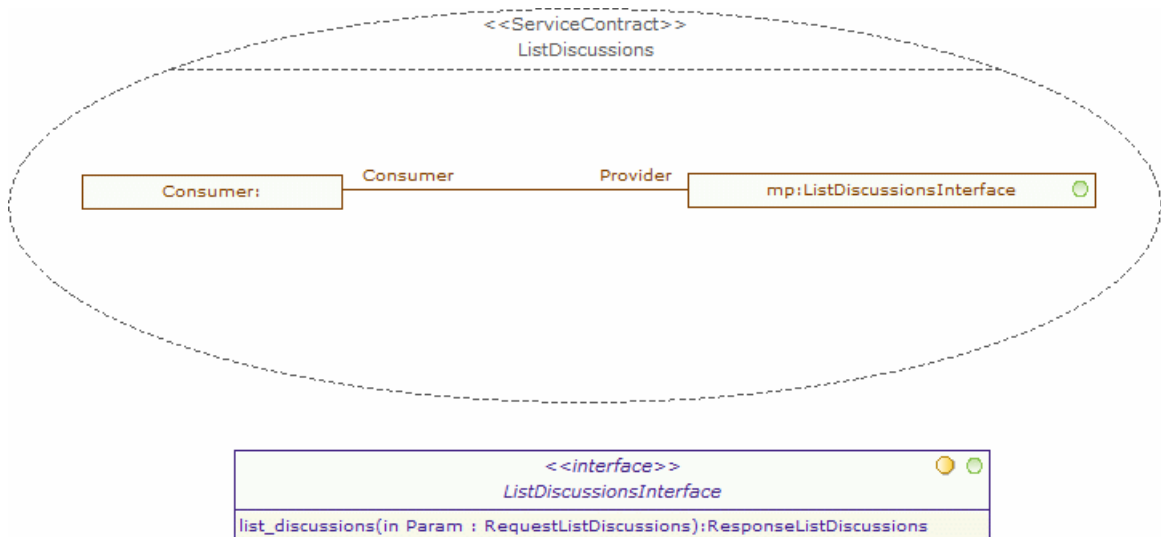 <<ServiceContract>>
ListDiscussions
Consumer Provider
Consumer: mp:ListDiscussionsInterface
<<interface>>
ListDiscussionsInterface
list_discussions(in Param : RequestListDiscussions):ResponseListDiscussions